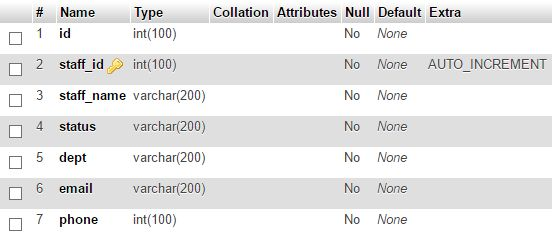 # Name Type Collation Attributes Null Default Extra
1 id int(100) No None
2 staff_id int(100) No None AUTO_INCREMENT
3 staff_name varchar(200) No None
4 status varchar(200) No None
5 dept varchar(200) No None
6 email varchar(200) No None
7 phone int(100) No None